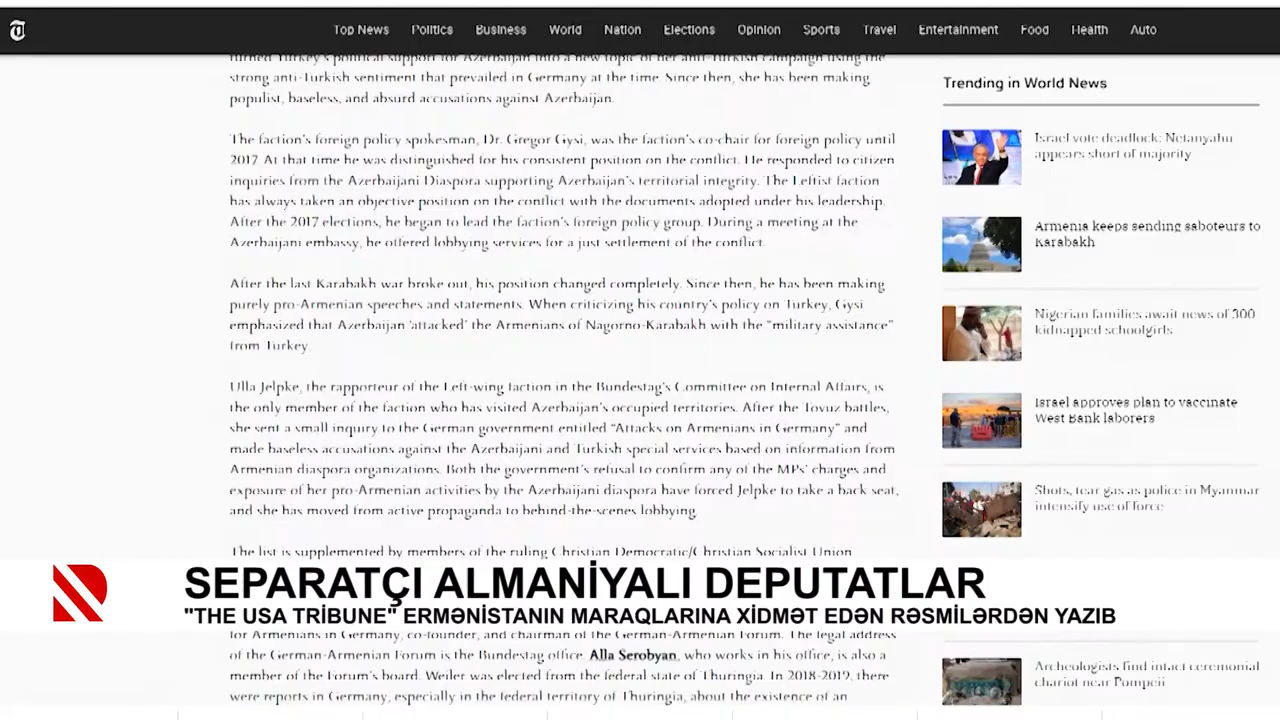 Top News Politics Business World Nation Elections Opinion Sports Travel Entertainment Food Health Auto
turned Turkey's political support for Azerbaijan into a new topic of her anti-Turkish campaign using the
strong anti-Turkish sentiment that prevailed in Germany at the time. Since then, she has been making
populist, baseless, and absurd accusations against Azerbaijan.
The faction's foreign policy spokesman, Dr. Gregor Gysi, was the faction's co-chair for foreign policy until
2017. At that time he was distinguished for his consistent position on the conflict. He responded to citizen
inquiries from the Azerbaijani Diaspora supporting Azerbaijan's territorial integrity. The Leftist faction
has always taken an objective position on the conflict with the documents adopted under his leadership.
After the 2017 elections, he began to lead the faction's foreign policy group. During a meeting at the
Azerbaijani embassy, he offered lobbying services for a just settlement of the conflict.
After the last Karabakh war broke out, his position changed completely. Since then, he has been making
purely pro-Armenian speeches and statements. When criticizing his country's policy on Turkey, Gysi
emphasized that Azerbaijan 'attacked' the Armenians of Nagorno-Karabakh with the "military assistance"
from Turkey.
Ulla Jelpke, the rapporteur of the Left-wing faction in the Bundestag's Committee on Internal Affairs, is
the only member of the faction who has visited Azerbaijan's occupied territories. After the Tovuz battles,
she sent a small inquiry to the German government entitled "Attacks on Armenians in Germany" and
made baseless accusations against the Azerbaijani and Turkish special services based on information from
Armenian diaspora organizations. Both the government's refusal to confirm any of the MPs' charges and
exposure of her pro-Armenian activities by the Azerbaijani diaspora have forced Jelpke to take a back seat,
and she has moved from active propaganda to behind-the-scenes lobbying.
The list is supplemented by members of the ruling Christian Democratic/Christian Socialist Union
for Armenians in Germany, co-founder, and chairman of the German-Armenian Forum. The legal address
of the German-Armenian Forum is the Bundestag office. Alla Serobyan, who works in his office, is also a
member of the Forum's board. Weiler was elected from the federal state of Thuringia. In 2018-2019, there
were reports in Germany, especially in the federal territory of Thuringia, about the existence of an
Trending in World News
Israel vote deadlock: Netanyahu
appears short of majority
Armenia keeps sending saboteurs to
Karabakh
Nigerian families await news of 300
kidnapped schoolgirls
Israel approves plan to vaccinate
West Bank laborers
Shots, tear gas as police in Myanmar
intensify use of force
Archeologists find intact ceremonial
chariot near Pompeii
SEPARATÇI ALMANİYALI DEPUTATLAR
"THE USA TRIBUNE" ERMƏNİSTANIN MARAQLARINA XİDMƏT EDƏN RƏSMİLƏRDƏN YAZIB